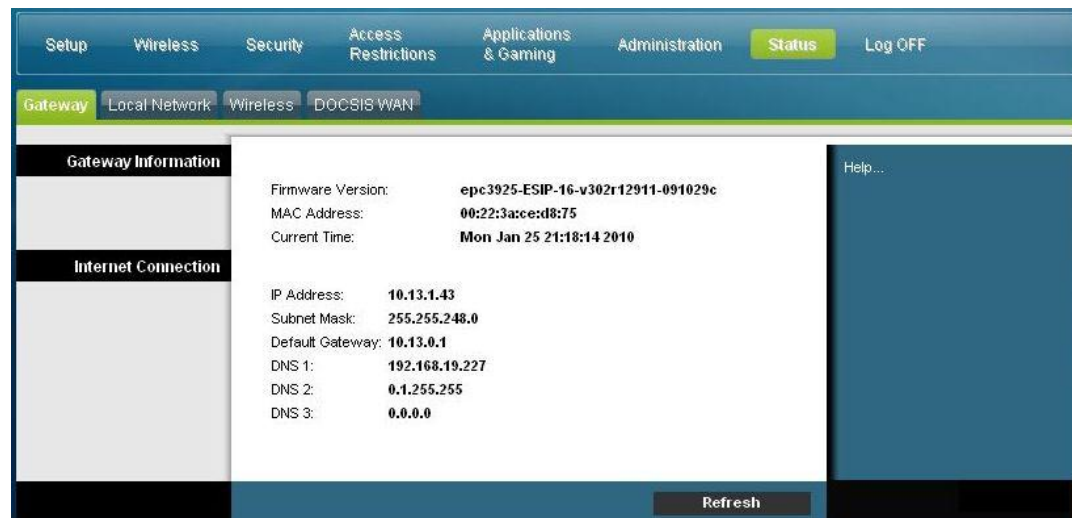 Setup Wireless Security Access Restrictions Applications & Gaming Administration Status Log OFF
Gateway Local Network Wireless DOCSIS WAN
Gateway Information
Help...
Firmware Version: epc3925-ESIP-16-v302r12911-091029c
MAC Address: 00:22:3a:ce:d8:75
Current Time: Mon Jan 25 21:18:14 2010
Internet Connection
IP Address: 10.13.1.43
Subnet Mask: 255.255.248.0
Default Gateway: 10.13.0.1
DNS 1: 192.168.19.227
DNS 2: 0.1.255.255
DNS 3: 0.0.0.0
Refresh